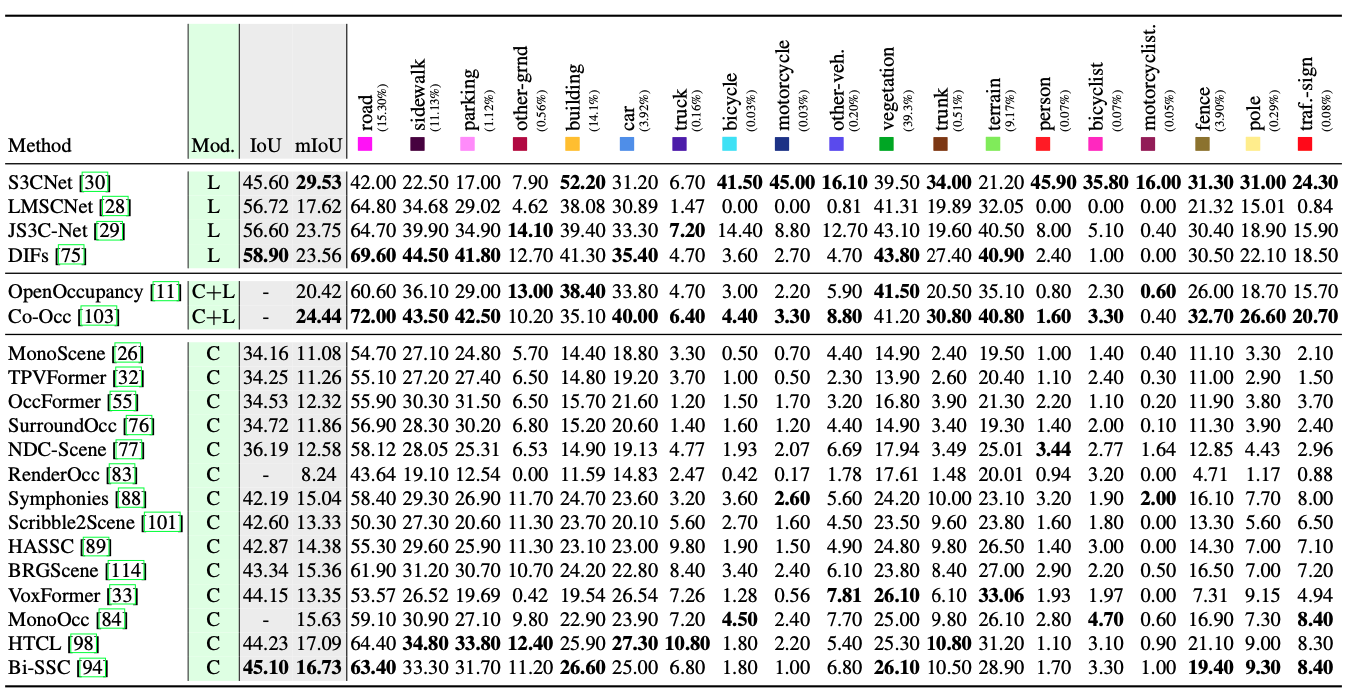 Method Mod. IoU mIoU road (15.30%) sidewalk (11.13%) parking (1.12%) other-grnd (0.56%) building (14.1%) car (3.92%) truck (0.16%) bicycle (0.03%) motorcycle (0.03%) other-veh. (0.20%) vegetation (39.3%) trunk (0.51%) terrain (9.17%) person (0.07%) bicyclist (0.07%) motorcyclist. (0.05%) fence (3.90%) pole (0.29%) traf.-sign (0.08%)
S3CNet [30] L 45.60 29.53 42.00 22.50 17.00 7.90 52.20 31.20 6.70 41.50 45.00 16.10 39.50 34.00 21.20 45.90 35.80 16.00 31.30 31.00 24.30
LMSCNet [28] L 56.72 17.62 64.80 34.68 29.02 4.62 38.08 30.89 1.47 0.00 0.00 0.81 41.31 19.89 32.05 0.00 0.00 0.00 21.32 15.01 0.84
JS3C-Net [29] L 56.60 23.75 64.70 39.90 34.90 14.10 39.40 33.30 7.20 14.40 8.80 12.70 43.10 19.60 40.50 8.00 5.10 0.40 30.40 18.90 15.90
DIFs [75] L 58.90 23.56 69.60 44.50 41.80 12.70 41.30 35.40 4.70 3.60 2.70 4.70 43.80 27.40 40.90 2.40 1.00 0.00 30.50 22.10 18.50
OpenOccupancy [11] C+L - 20.42 60.60 36.10 29.00 13.00 38.40 33.80 4.70 3.00 2.20 5.90 41.50 20.50 35.10 0.80 2.30 0.60 26.00 18.70 15.70
Co-Occ [103] C+L - 24.44 72.00 43.50 42.50 10.20 35.10 40.00 6.40 4.40 3.30 8.80 41.20 30.80 40.80 1.60 3.30 0.40 32.70 26.60 20.70
MonoScene [26] C 34.16 11.08 54.70 27.10 24.80 5.70 14.40 18.80 3.30 0.50 0.70 4.40 14.90 2.40 19.50 1.00 1.40 0.40 11.10 3.30 2.10
TPVFormer [32] C 34.25 11.26 55.10 27.20 27.40 6.50 14.80 19.20 3.70 1.00 0.50 2.30 13.90 2.60 20.40 1.10 2.40 0.30 11.00 2.90 1.50
OccFormer [55] C 34.53 12.32 55.90 30.30 31.50 6.50 15.70 21.60 1.20 1.50 1.70 3.20 16.80 3.90 21.30 2.20 1.10 0.20 11.90 3.80 3.70
SurroundOcc [76] C 34.72 11.86 56.90 28.30 30.20 6.80 15.20 20.60 1.40 1.60 1.20 4.40 14.90 3.40 19.30 1.40 2.00 0.10 11.30 3.90 2.40
NDC-Scene [77] C 36.19 12.58 58.12 28.05 25.31 6.53 14.90 19.13 4.77 1.93 2.07 6.69 17.94 3.49 25.01 3.44 2.77 1.64 12.85 4.43 2.96
RenderOcc [83] C - 8.24 43.64 19.10 12.54 0.00 11.59 14.83 2.47 0.42 0.17 1.78 17.61 1.48 20.01 0.94 3.20 0.00 4.71 1.17 0.88
Symphonies [88] C 42.19 15.04 58.40 29.30 26.90 11.70 24.70 23.60 3.20 3.60 2.60 5.60 24.20 10.00 23.10 3.20 1.90 2.00 16.10 7.70 8.00
Scribble2Scene [101] C 42.60 13.33 50.30 27.30 20.60 11.30 23.70 20.10 5.60 2.70 1.60 4.50 23.50 9.60 23.80 1.60 1.80 0.00 13.30 5.60 6.50
HASSC [89] C 42.87 14.38 55.30 29.60 25.90 11.30 23.10 23.00 9.80 1.90 1.50 4.90 24.80 9.80 26.50 1.40 3.00 0.00 14.30 7.00 7.10
BRGScene [114] C 43.34 15.36 61.90 31.20 30.70 10.70 24.20 22.80 8.40 3.40 2.40 6.10 23.80 8.40 27.00 2.90 2.20 0.50 16.50 7.00 7.20
VoxFormer [33] C 44.15 13.35 53.57 26.52 19.69 0.42 19.54 26.54 7.26 1.28 0.56 7.81 26.10 6.10 33.06 1.93 1.97 0.00 7.31 9.15 4.94
MonoOcc [84] C - 15.63 59.10 30.90 27.10 9.80 22.90 23.90 7.20 4.50 2.40 7.70 25.00 9.80 26.10 2.80 4.70 0.60 16.90 7.30 8.40
HTCL [98] C 44.23 17.09 64.40 34.80 33.80 12.40 25.90 27.30 10.80 1.80 2.20 5.40 25.30 10.80 31.20 1.10 3.10 0.90 21.10 9.00 8.30
Bi-SSC [94] C 45.10 16.73 63.40 33.30 31.70 11.20 26.60 25.00 6.80 1.80 1.00 6.80 26.10 10.50 28.90 1.70 3.30 1.00 19.40 9.30 8.40